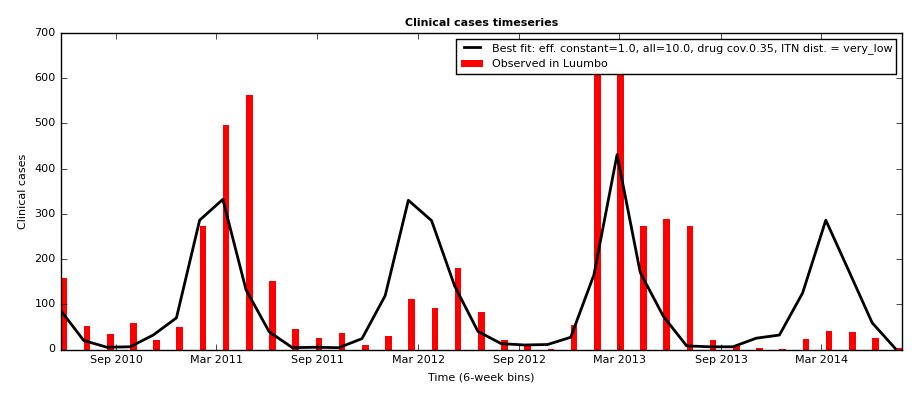 Clinical cases timeseries
700
600
500
400
300
200
100
0
Clinical cases
Best fit: eff. constant=1.0, all=10.0, drug cov.0.35, ITN dist. = very_low
Observed in Luumbo
Sep 2010 Mar 2011 Sep 2011 Mar 2012 Sep 2012 Mar 2013 Sep 2013 Mar 2014
Time (6-week bins)